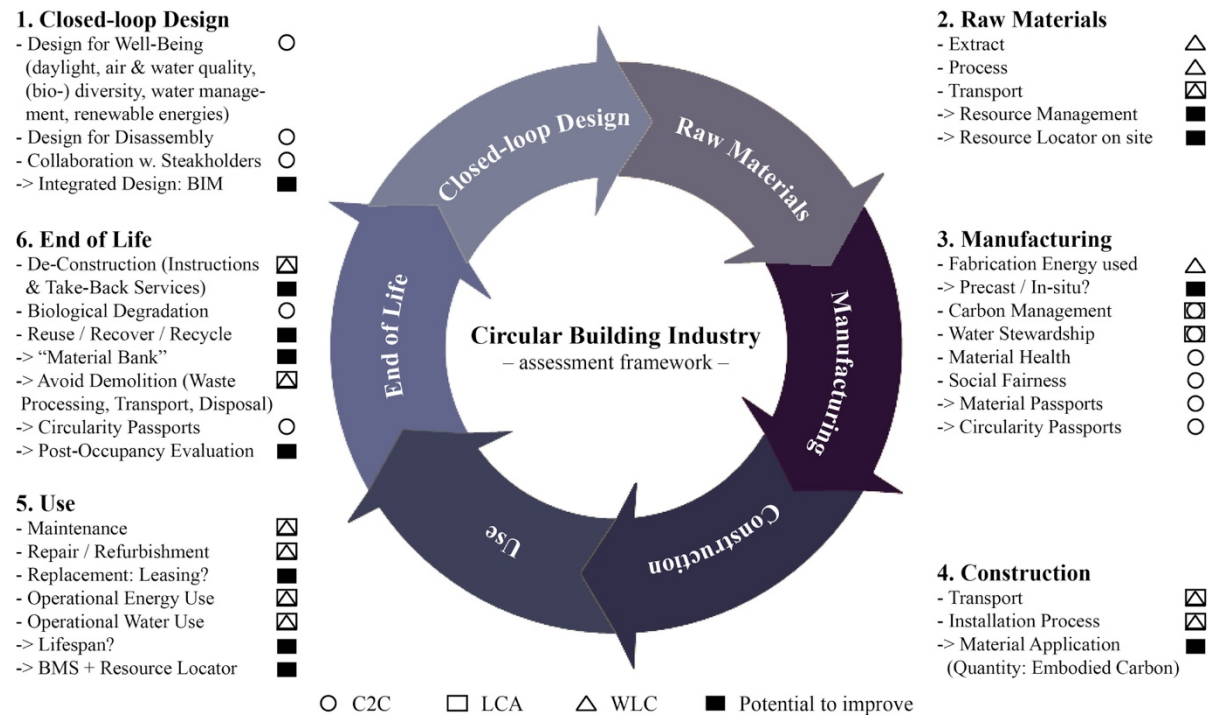 1. Closed-loop Design
- Design for Well-Being
(daylight, air & water quality,
(bio-) diversity, water manage-
ment, renewable energies)
- Design for Disassembly
- Collaboration w. Steakholders
-> Integrated Design: BIM
2. Raw Materials
- Extract
- Process
- Transport
-> Resource Management
-> Resource Locator on site
6. End of Life
- De-Construction (Instructions
& Take-Back Services)
- Biological Degradation
- Reuse / Recover / Recycle
-> “Material Bank”
-> Avoid Demolition (Waste
Processing, Transport, Disposal)
-> Circularity Passports
-> Post-Occupancy Evaluation
3. Manufacturing
- Fabrication Energy used
-> Precast / In-situ?
- Carbon Management
- Water Stewardship
- Material Health
- Social Fairness
-> Material Passports
-> Circularity Passports
5. Use
- Maintenance
- Repair / Refurbishment
- Replacement: Leasing?
- Operational Energy Use
- Operational Water Use
-> Lifespan?
-> BMS + Resource Locator
4. Construction
- Transport
- Installation Process
-> Material Application
(Quantity: Embodied Carbon)
Closed-loop Design
Raw Materials
Manufacturing
Construction
Use
End of Life
Circular Building Industry
– assessment framework –
C2C
LCA
WLC
Potential to improve